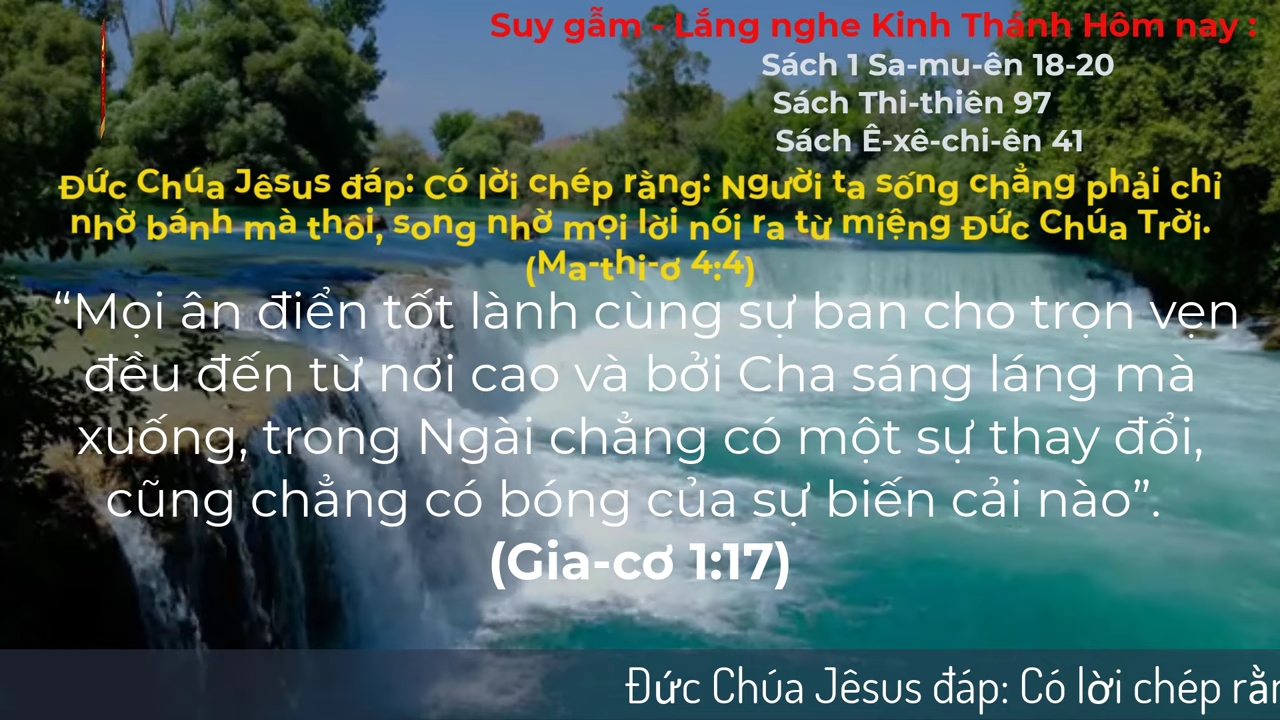 Suy gẫm - Lắng nghe Kinh Thánh Hôm nay :
Sách 1 Sa-mu-ên 18-20
Sách Thi-thiên 97
Sách Ê-xê-chi-ên 41
Đức Chúa Jêsus đáp: Có lời chép rằng: Người ta sống chẳng phải chỉ
nhờ bánh mà thôi, song nhờ mọi lời nói ra từ miệng Đức Chúa Trời.
(Ma-thi-ơ 4:4)
“Mọi ân điển tốt lành cùng sự ban cho trọn vẹn
đều đến từ nơi cao và bởi Cha sáng láng mà
xuống, trong Ngài chẳng có một sự thay đổi,
cũng chẳng có bóng của sự biến cải nào”.
(Gia-cơ 1:17)
Đức Chúa Jêsus đáp: Có lời chép